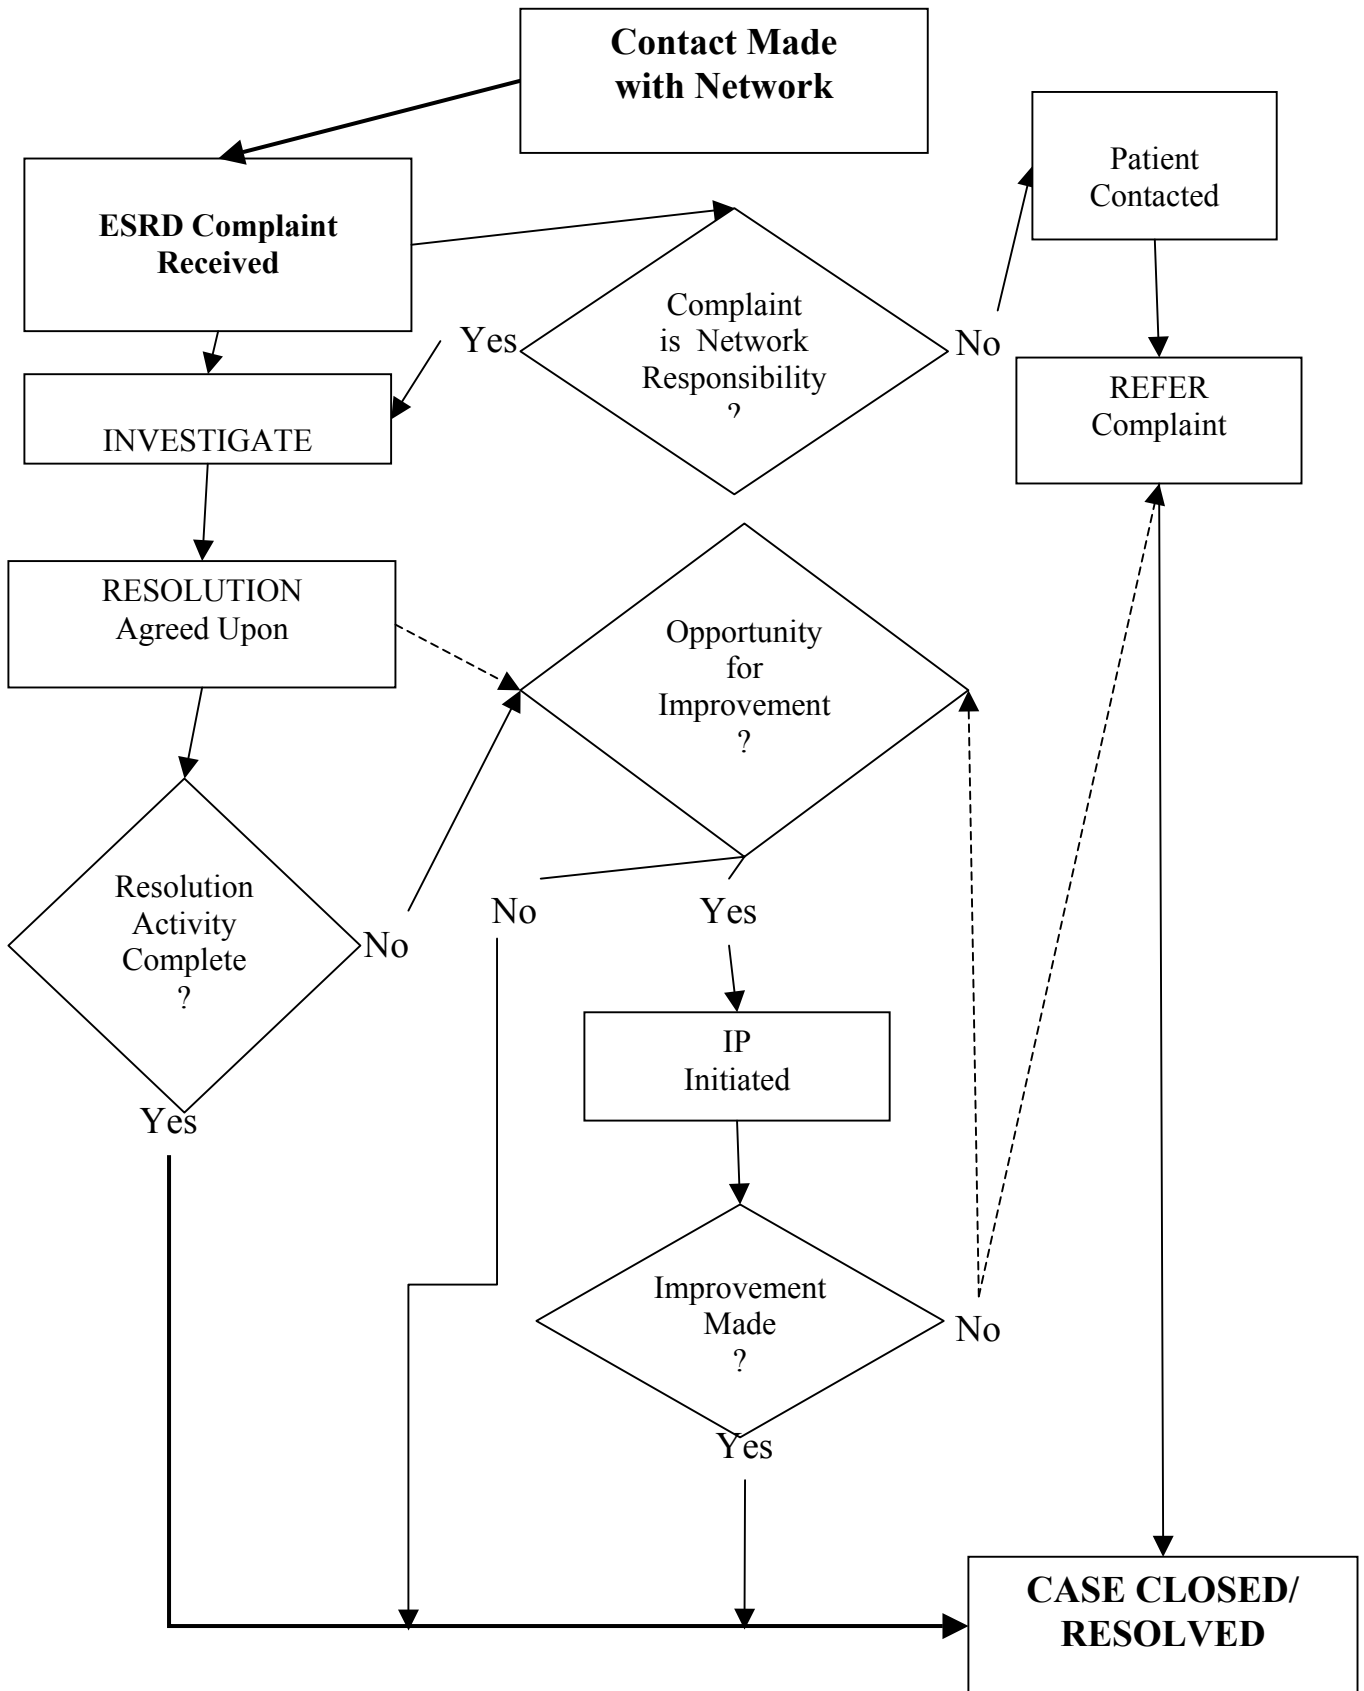 Contact Made
with Network
Patient
Contacted
ESRD Complaint
Received
Complaint
is Network
Responsibility
?
Yes
No
REFER
Complaint
INVESTIGATE
RESOLUTION
Agreed Upon
Opportunity
for
Improvement
?
Resolution
Activity
Complete
?
No
No
Yes
IP
Initiated
Yes
Improvement
Made
?
No
Yes
CASE CLOSED/
RESOLVED